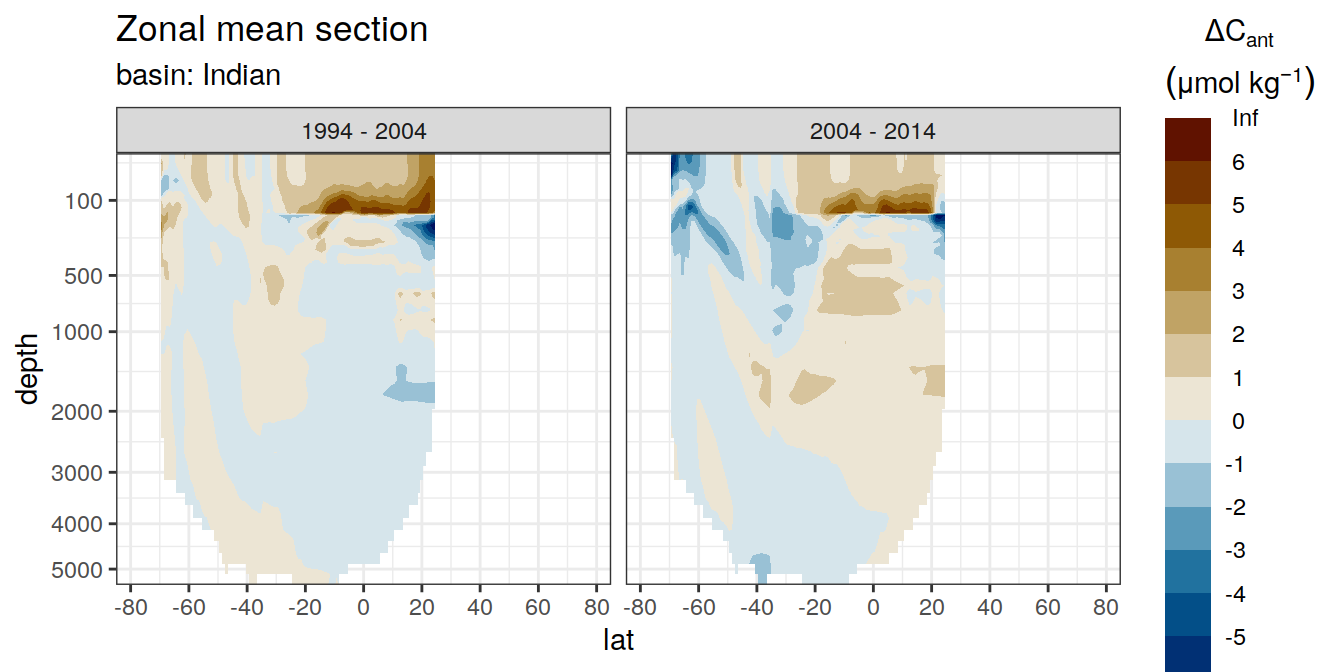 Zonal mean section
basin: Indian
ΔCant
(μmol kg⁻¹)
1994 - 2004
2004 - 2014
Inf
6
5
4
3
2
1
0
-1
-2
-3
-4
-5
depth
100
500
1000
2000
3000
4000
5000
-80 -60 -40 -20 0 20 40 60 80
-80 -60 -40 -20 0 20 40 60 80
lat